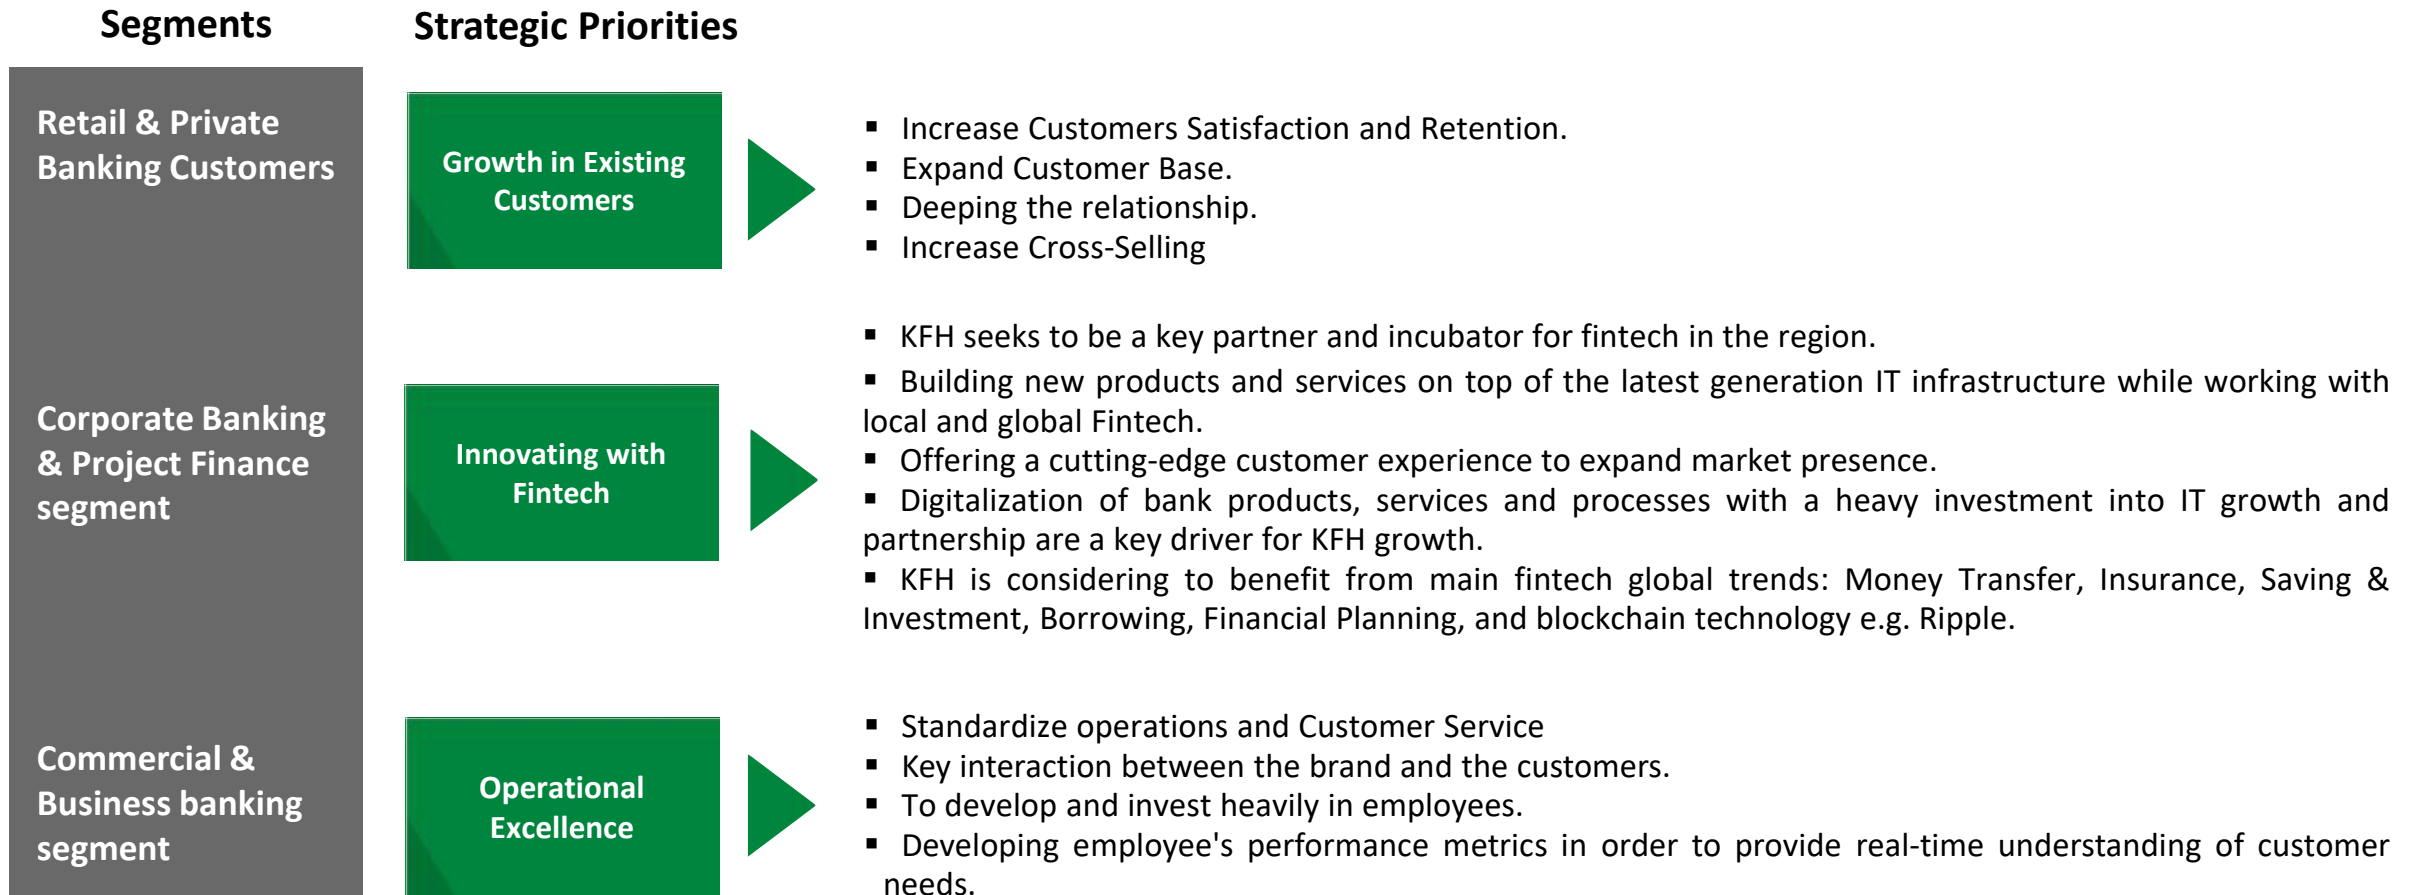 Segments
Strategic Priorities
Retail & Private
Banking Customers
Growth in Existing
Customers
▪ Increase Customers Satisfaction and Retention.
▪ Expand Customer Base.
▪ Deeping the relationship.
▪ Increase Cross-Selling
Corporate Banking
& Project Finance
segment
Innovating with
Fintech
▪ KFH seeks to be a key partner and incubator for fintech in the region.
▪ Building new products and services on top of the latest generation IT infrastructure while working with
local and global Fintech.
▪ Offering a cutting-edge customer experience to expand market presence.
▪ Digitalization of bank products, services and processes with a heavy investment into IT growth and
partnership are a key driver for KFH growth.
▪ KFH is considering to benefit from main fintech global trends: Money Transfer, Insurance, Saving &
Investment, Borrowing, Financial Planning, and blockchain technology e.g. Ripple.
Commercial &
Business banking
segment
Operational
Excellence
▪ Standardize operations and Customer Service
▪ Key interaction between the brand and the customers.
▪ To develop and invest heavily in employees.
▪ Developing employee's performance metrics in order to provide real-time understanding of customer
needs.